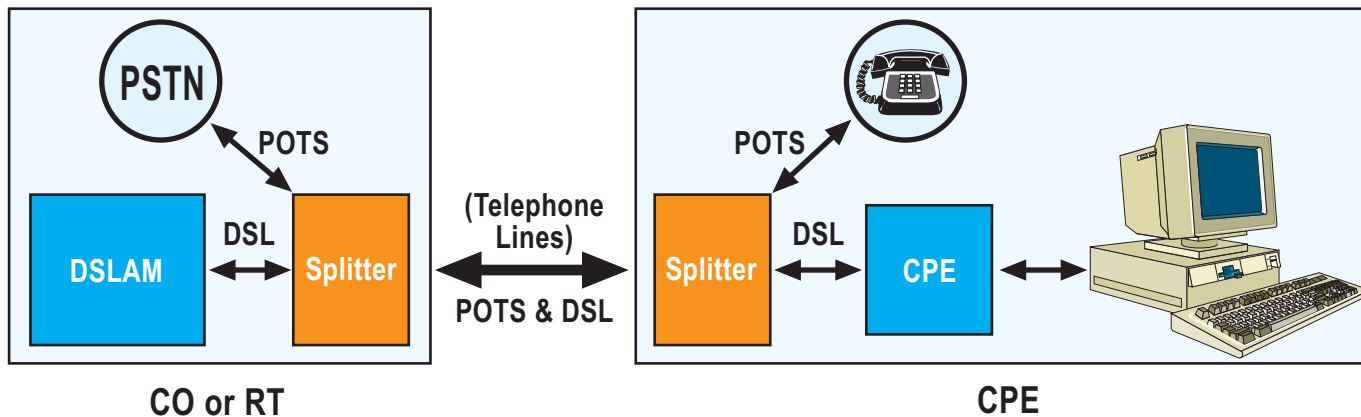 PSTN
POTS
DSLAM
DSL
Splitter
CO or RT
(Telephone
Lines)
POTS & DSL
POTS
Splitter
DSL
CPE
CPE